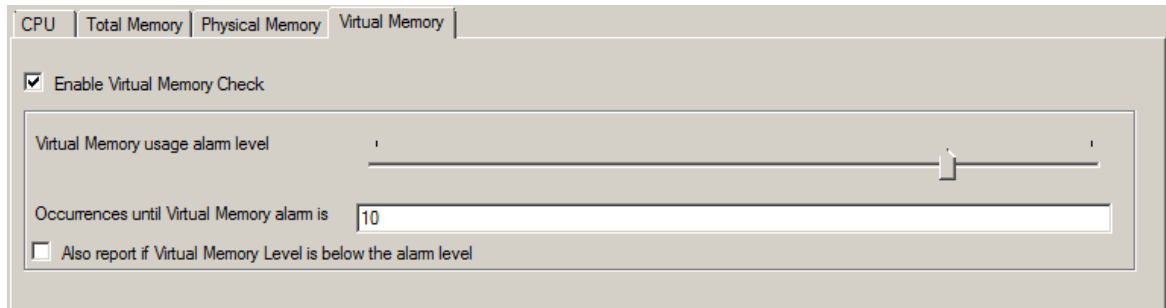 CPU Total Memory Physical Memory Virtual Memory
Enable Virtual Memory Check
Virtual Memory usage alarm level
Occurrences until Virtual Memory alarm is 10
Also report if Virtual Memory Level is below the alarm level